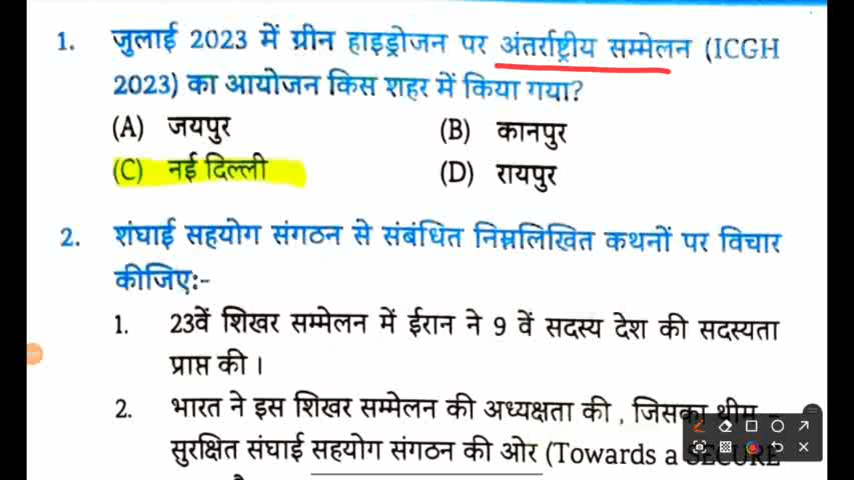 1. जुलाई 2023 में ग्रीन हाइड्रोजन पर अंतर्राष्ट्रीय सम्मेलन (ICGH
2023) का आयोजन किस शहर में किया गया?
(A) जयपुर (B) कानपुर
(C) नई दिल्ली (D) रायपुर
2. शंघाई सहयोग संगठन से संबंधित निम्नलिखित कथनों पर विचार
कीजिए:-
1. 23वें शिखर सम्मेलन में ईरान ने 9 वें सदस्य देश की सदस्यता
प्राप्त की ।
2. भारत ने इस शिखर सम्मेलन की अध्यक्षता की , जिसका थीम -
सुरक्षित संघाई सहयोग संगठन की ओर (Towards a SECURE